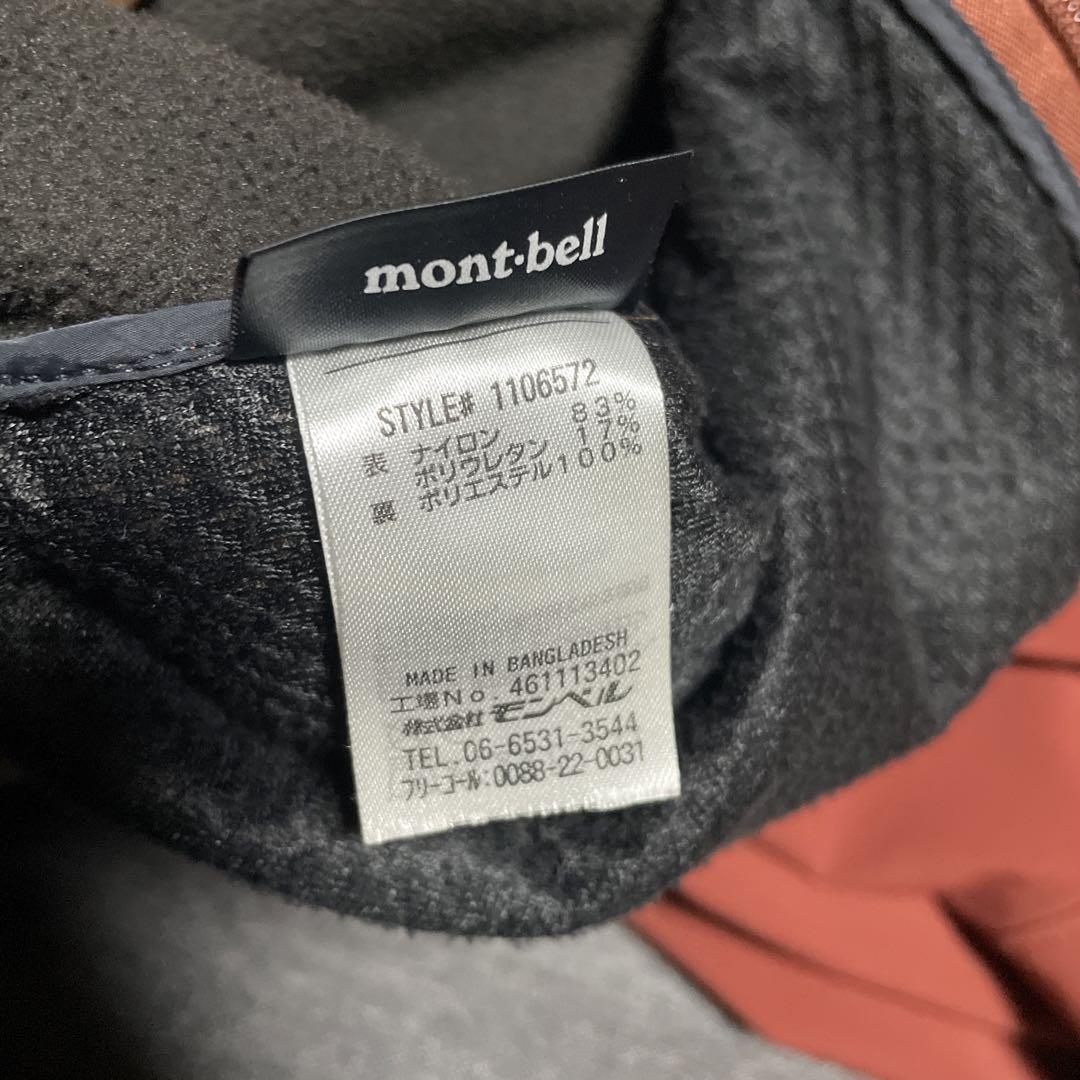 mont·bell
STYLE# 1106572
表 ナイロン 83%
ポリウレタン 17%
裏 ポリエステル100%
MADE IN BANGLADESH
工場No.461113402
株式会社 モンベル
TEL.06-6531-3544
フリーコール:0088-22-0031